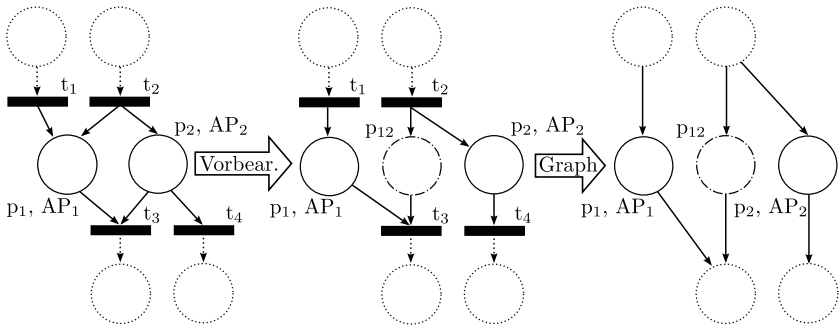 t₁
t₂
p₂, AP₂
p₁, AP₁
t₃
t₄
Vorbear.
t₁
t₂
p₁₂
p₂, AP₂
p₁, AP₁
t₃
t₄
Graph
p₁₂
p₁, AP₁
p₂, AP₂